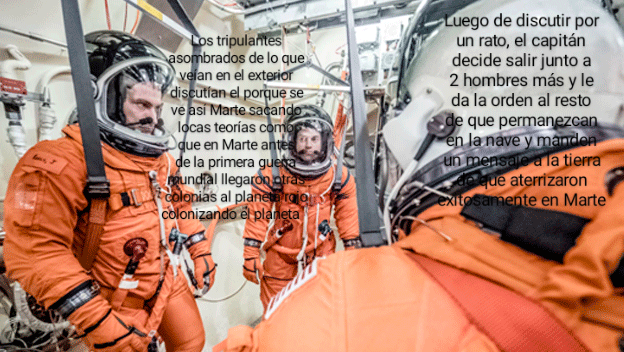 Los tripulantes
asombrados de lo que
veían en el exterior
discutían el porque se
ve asi Marte sacando
locas teorías como
que en Marte antes
de la primera guerra
mundial llegaron otras
colonias al planeta rojo
colonizando el planeta
Luego de discutir por
un rato, el capitán
decide salir junto a
2 hombres más y le
da la orden al resto
de que permanezcan
en la nave y manden
un mensaje a la tierra
de que aterrizaron
exitosamente en Marte